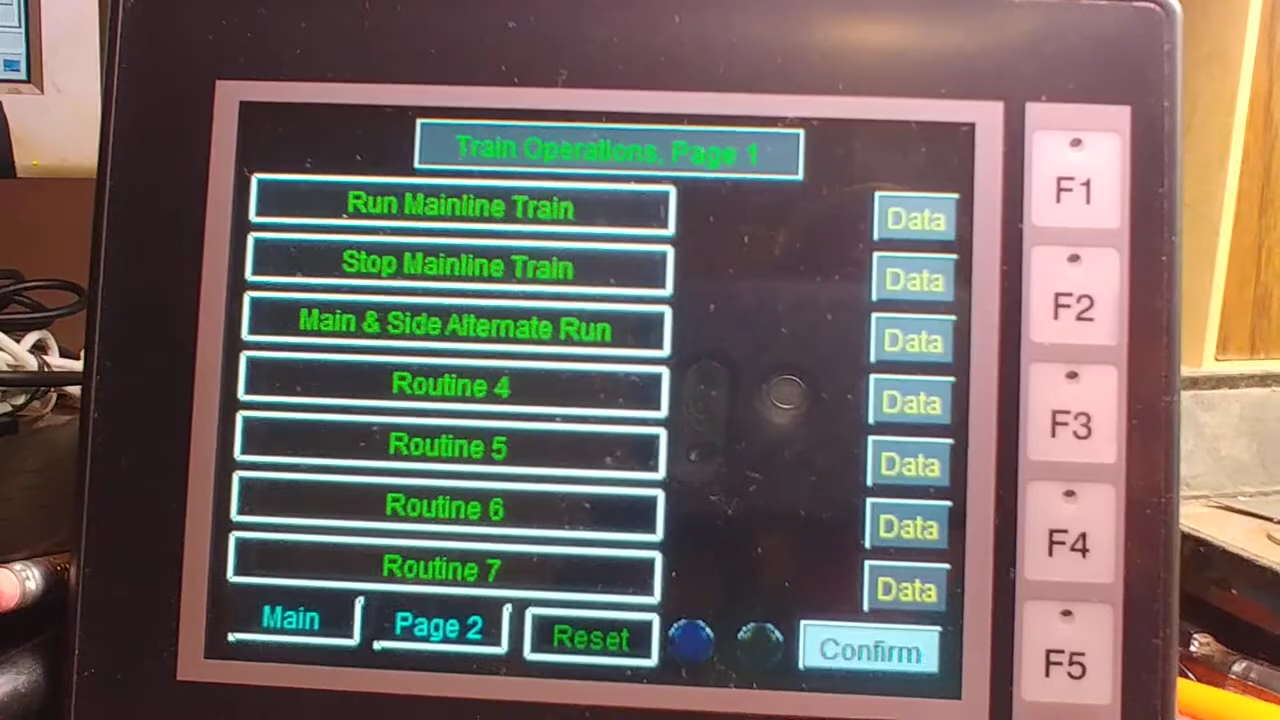 Train Operations, Page 1
Run Mainline Train
Data
Stop Mainline Train
Data
Main & Side Alternate Run
Data
Routine 4
Data
Routine 5
Data
Routine 6
Data
Routine 7
Data
Main
Page 2
Reset
Confirm
F1
F2
F3
F4
F5